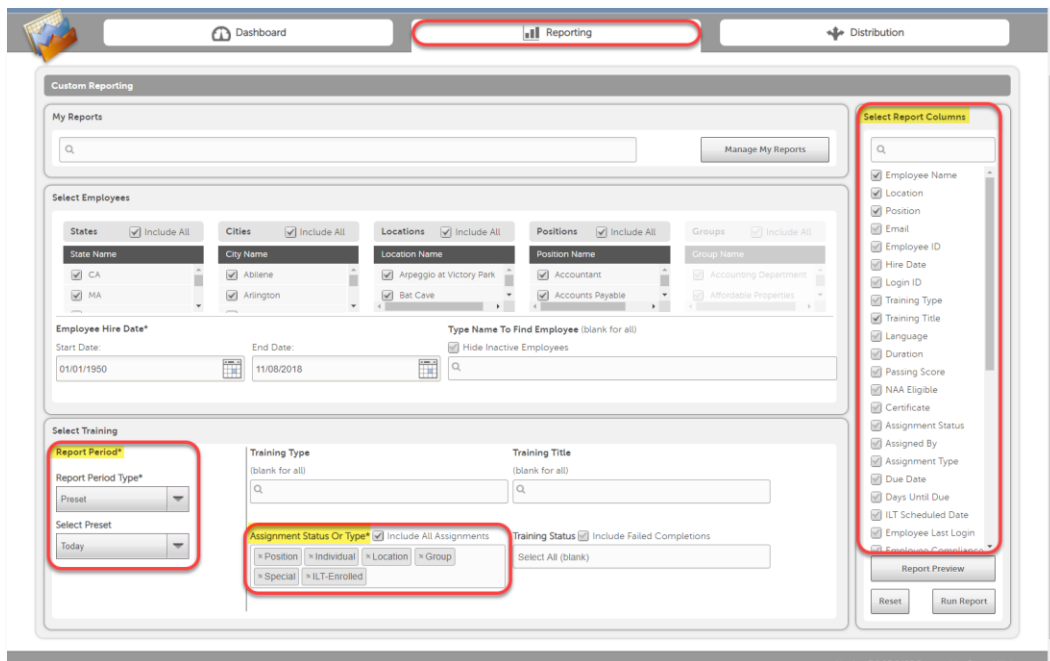 Dashboard
Reporting
Distribution
Custom Reporting
My Reports
Manage My Reports
Select Employees
States Include All
State Name
CA
MA
Cities Include All
City Name
Abilene
Arlington
Locations Include All
Location Name
Arpeggio at Victory Park
Bat Cave
Positions Include All
Position Name
Accountant
Accounts Payable
Groups Include All
Group Name
Accounting Department
Affordable Properties
Employee Hire Date*
Start Date:
01/01/1950
End Date:
11/08/2018
Type Name To Find Employee (blank for all)
Hide Inactive Employees
Select Training
Report Period*
Report Period Type*
Preset
Select Preset
Today
Training Type
(blank for all)
Training Title
(blank for all)
Assignment Status Or Type* Include All Assignments
× Position × Individual × Location × Group
× Special × ILT-Enrolled
Training Status Include Failed Completions
Select All (blank)
Select Report Columns
Employee Name
Location
Position
Email
Employee ID
Hire Date
Login ID
Training Type
Training Title
Language
Duration
Passing Score
NAA Eligible
Certificate
Assignment Status
Assigned By
Assignment Type
Due Date
Days Until Due
ILT Scheduled Date
Employee Last Login
Employee Compliance
Report Preview
Reset
Run Report